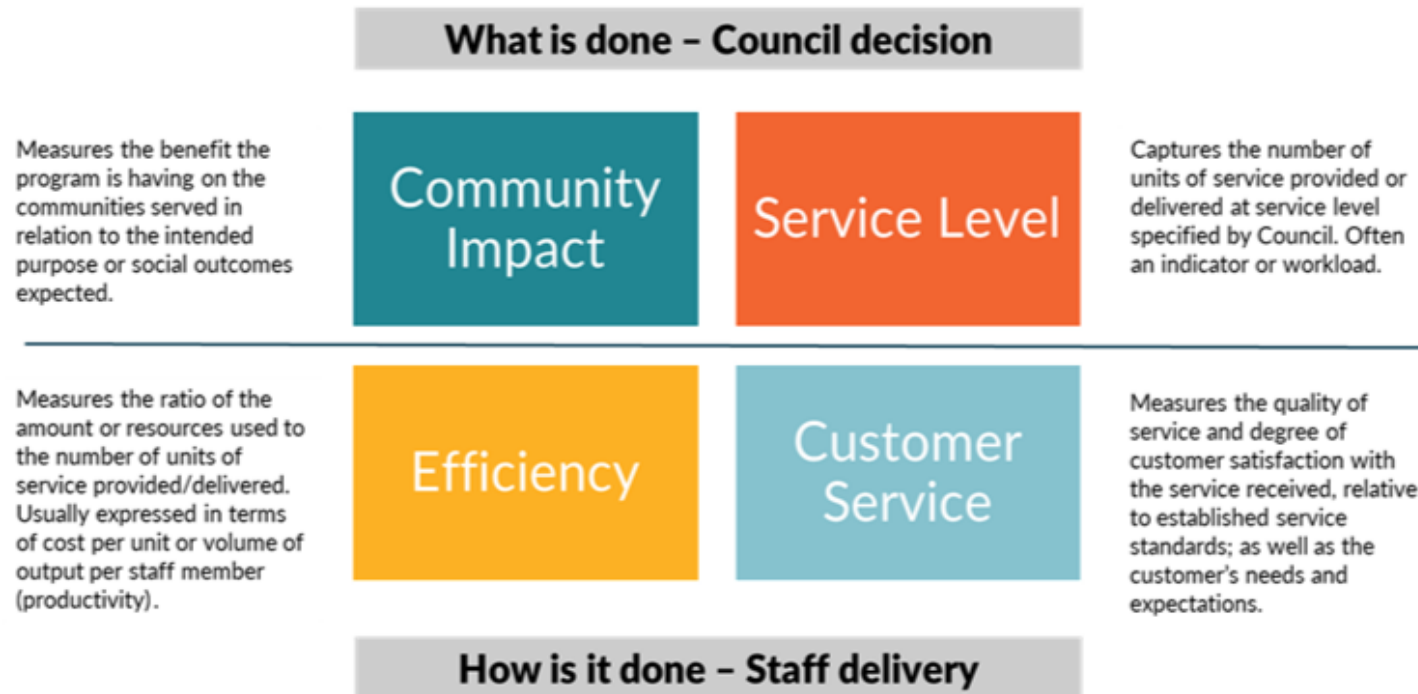 What is done – Council decision
Measures the benefit the
program is having on the
communities served in
relation to the intended
purpose or social outcomes
expected.
Community
Impact
Service Level
Captures the number of
units of service provided or
delivered at service level
specified by Council. Often
an indicator or workload.
Measures the ratio of the
amount or resources used to
the number of units of
service provided/delivered.
Usually expressed in terms
of cost per unit or volume of
output per staff member
(productivity).
Efficiency
Customer
Service
Measures the quality of
service and degree of
customer satisfaction with
the service received, relative
to established service
standards; as well as the
customer's needs and
expectations.
How is it done – Staff delivery